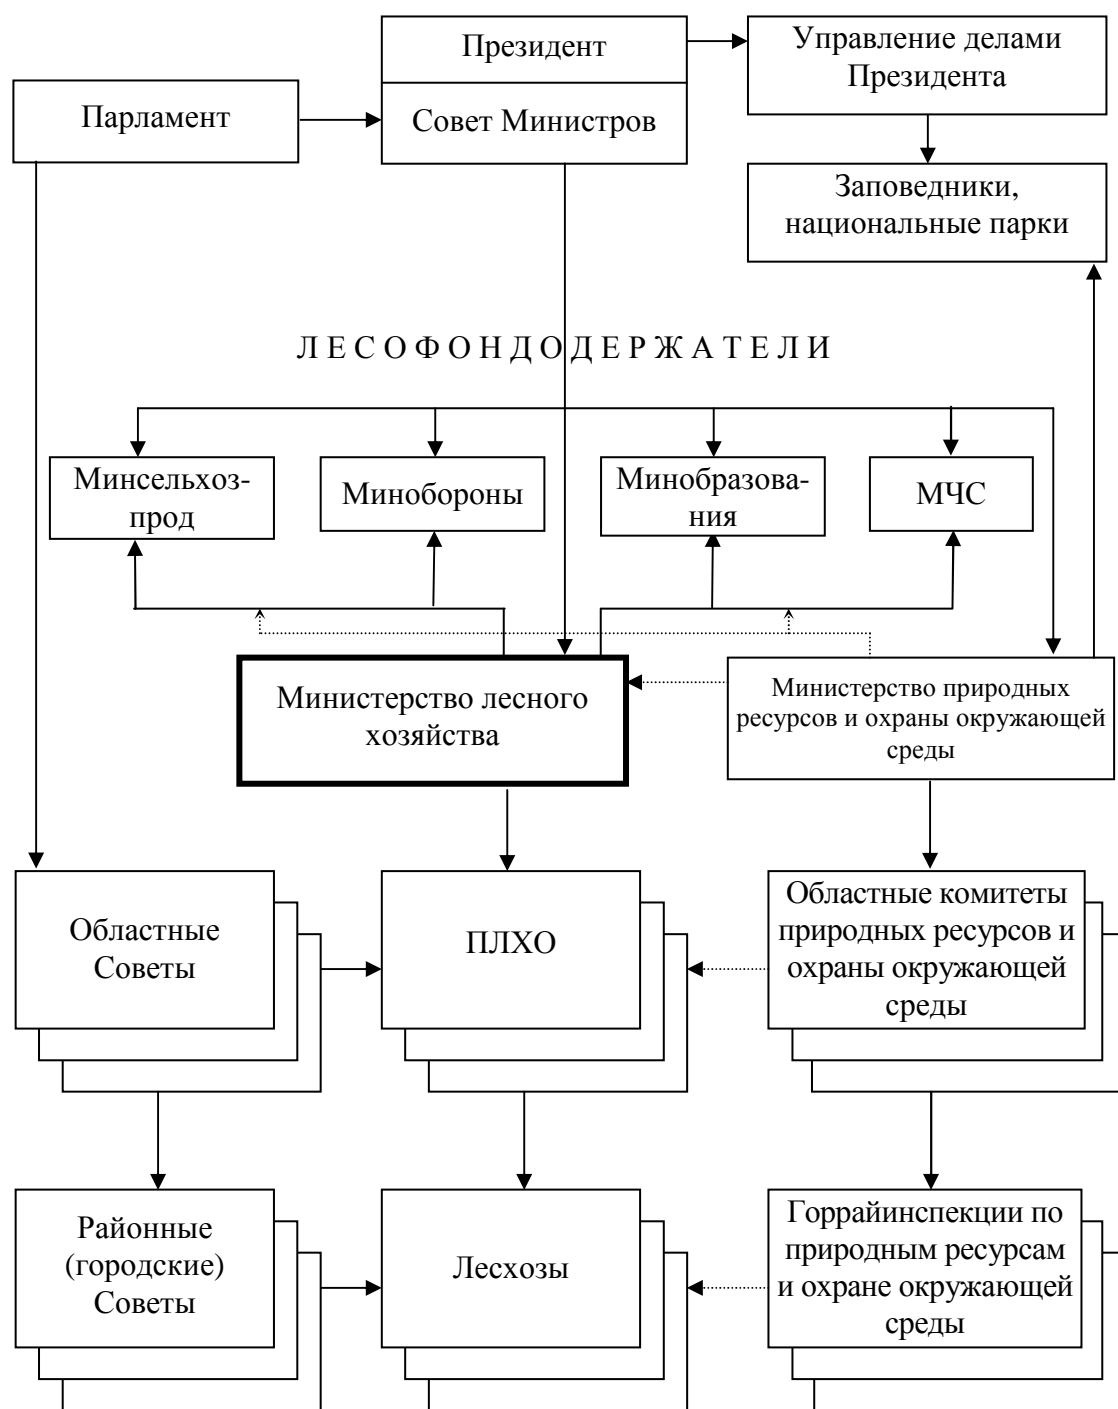 Президент
Управление делами
Президента
Парламент
Совет Министров
Заповедники,
национальные парки
ЛЕСОФОНДОДЕРЖАТЕЛИ
Минсельхоз-
прод
Минобороны
Минобразова-
ния
МЧС
Министерство лесного
хозяйства
Министерство природных
ресурсов и охраны окружающей
среды
Областные
Советы
ПЛХО
Областные комитеты
природных ресурсов и
охраны окружающей
среды
Районные
(городские)
Советы
Лесхозы
Горрайинспекции по
природным ресурсам
и охране окружающей
среды